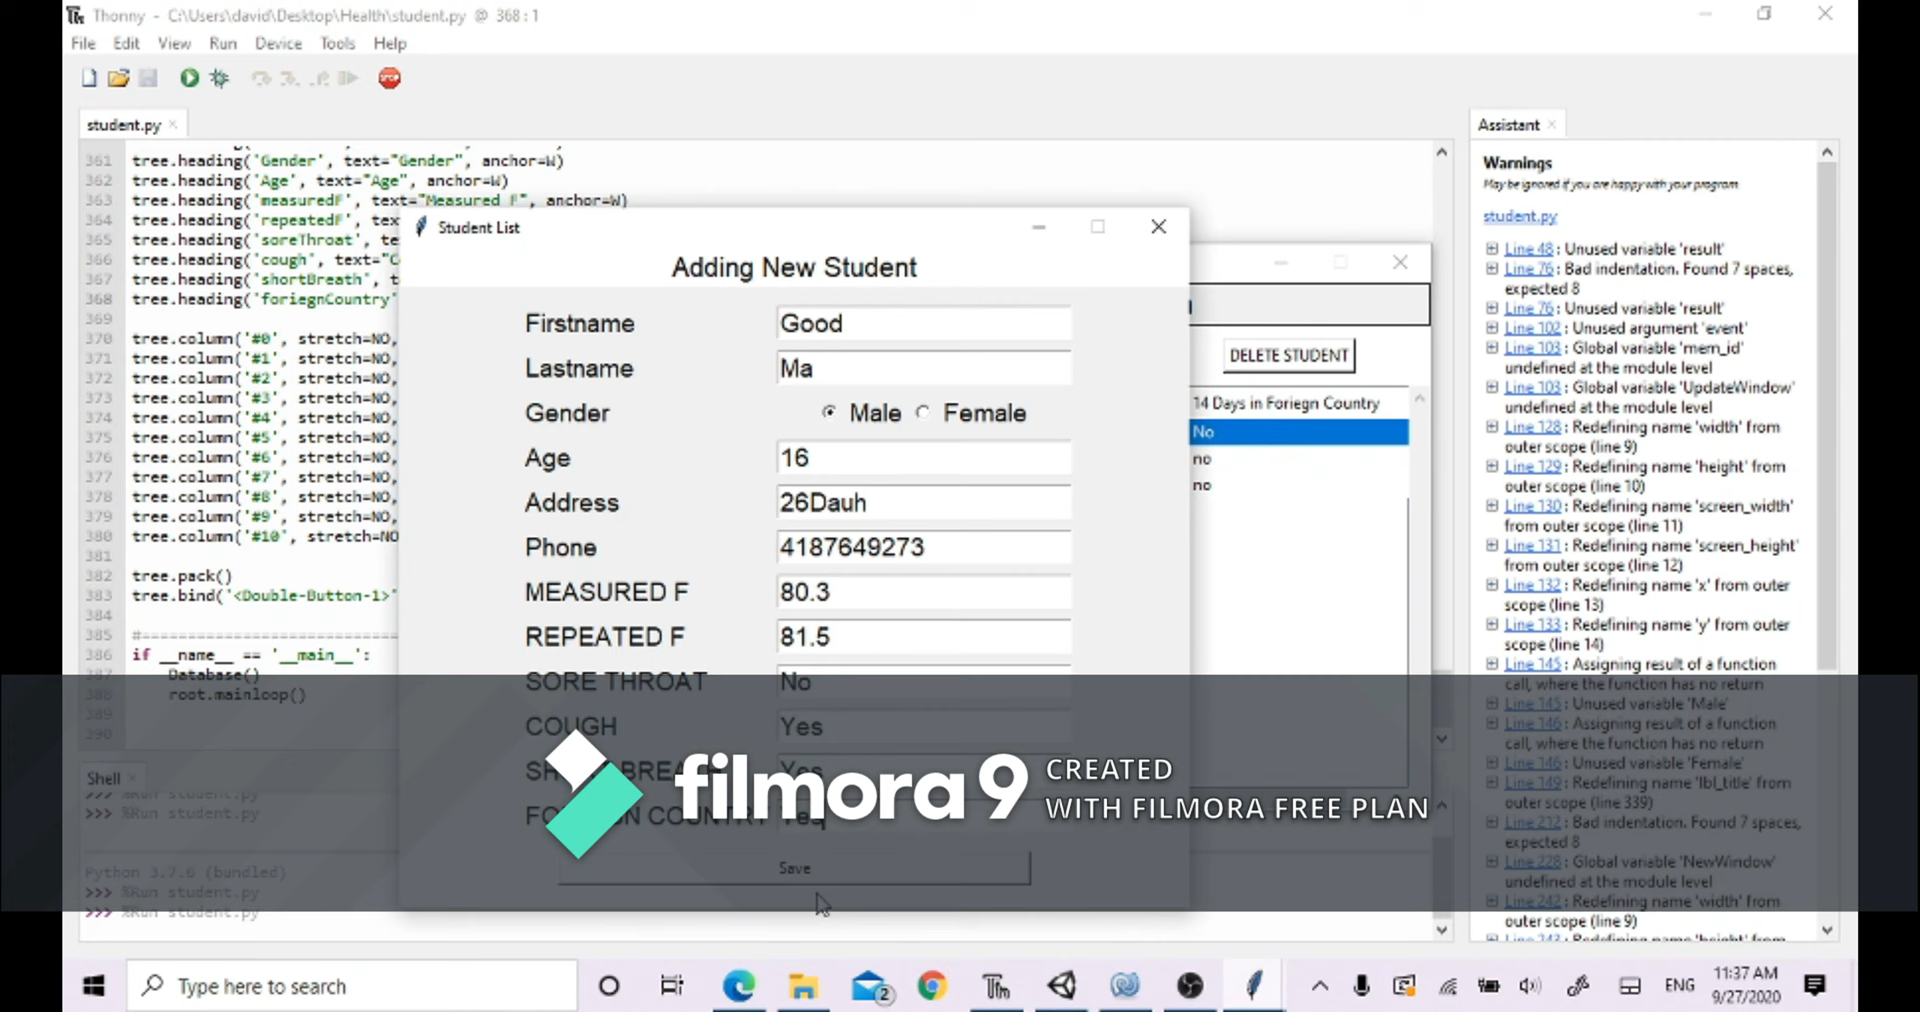 Thonny - C:\Users\david\Desktop\Health\student.py @ 368 : 1
File Edit View Run Device Tools Help
student.py
361 tree.heading('Gender', text="Gender", anchor=W)
362 tree.heading('Age', text="Age", anchor=W)
363 tree.heading('measuredF', text="Measured F", anchor=W)
364 tree.heading('repeatedF',
365 tree.heading('soreThroat',
366 tree.heading('cough', text="C
367 tree.heading('shortBreath',
368 tree.heading('foriegnCountry'
369
370 tree.column('#0', stretch=NO,
371 tree.column('#1', stretch=NO,
372 tree.column('#2', stretch=NO,
373 tree.column('#3', stretch=NO,
374 tree.column('#4', stretch=NO,
375 tree.column('#5', stretch=NO,
376 tree.column('#6', stretch=NO,
377 tree.column('#7', stretch=NO,
378 tree.column('#8', stretch=NO,
379 tree.column('#9', stretch=NO,
380 tree.column('#10', stretch=NO
381
382 tree.pack()
383 tree.bind('<Double-Button-1>'
384
385
386 if __name__ == '__main__':
387 Database()
388 root.mainloop()
389
390
Shell
>>> %Run student.py
>>> %Run student.py
Python 3.7.6 (bundled)
>>> %Run student.py
>>> %Run student.py
Student List
Adding New Student
Firstname Good
Lastname Ma
Gender Male Female
Age 16
Address 26Dauh
Phone 4187649273
MEASURED F 80.3
REPEATED F 81.5
SORE THROAT No
COUGH Yes
Save
DELETE STUDENT
14 Days in Foriegn Country
No
no
no
filmora 9
CREATED
WITH FILMORA FREE PLAN
Assistant
Warnings
May be ignored if you are happy with your program
student.py
Line 48 : Unused variable 'result'
Line 76 : Bad indentation. Found 7 spaces,
expected 8
Line 76 : Unused variable 'result'
Line 102 : Unused argument 'event'
Line 103 : Global variable 'mem_id'
undefined at the module level
Line 103 : Global variable 'UpdateWindow'
undefined at the module level
Line 128 : Redefining name 'width' from
outer scope (line 9)
Line 129 : Redefining name 'height' from
outer scope (line 10)
Line 130 : Redefining name 'screen_width'
from outer scope (line 11)
Line 131 : Redefining name 'screen_height'
from outer scope (line 12)
Line 132 : Redefining name 'x' from outer
scope (line 13)
Line 133 : Redefining name 'y' from outer
scope (line 14)
Line 145 : Assigning result of a function
call, where the function has no return
Line 145 : Unused variable 'Male'
Line 146 : Assigning result of a function
call, where the function has no return
Line 146 : Unused variable 'Female'
Line 149 : Redefining name 'lbl_title' from
outer scope (line 339)
Line 212 : Bad indentation. Found 7 spaces,
expected 8
Line 228 : Global variable 'NewWindow'
undefined at the module level
Line 242 : Redefining name 'width' from
outer scope (line 9)
Type here to search
2
ENG
11:37 AM
9/27/2020